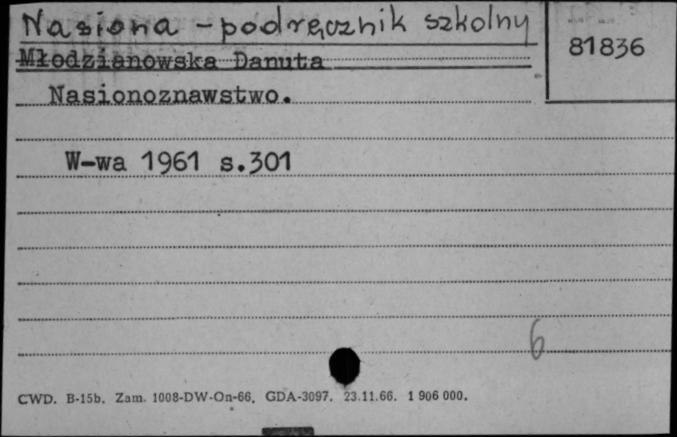 Nasiona - podręcznik szkolny
81836
Młodzianowska Danuta
Nasionoznawstwo.
W-wa 1961 s.301
6
CWD. B-15b. Zam. 1008-DW-On-66. GDA-3097. 23.11.66. 1 906 000.